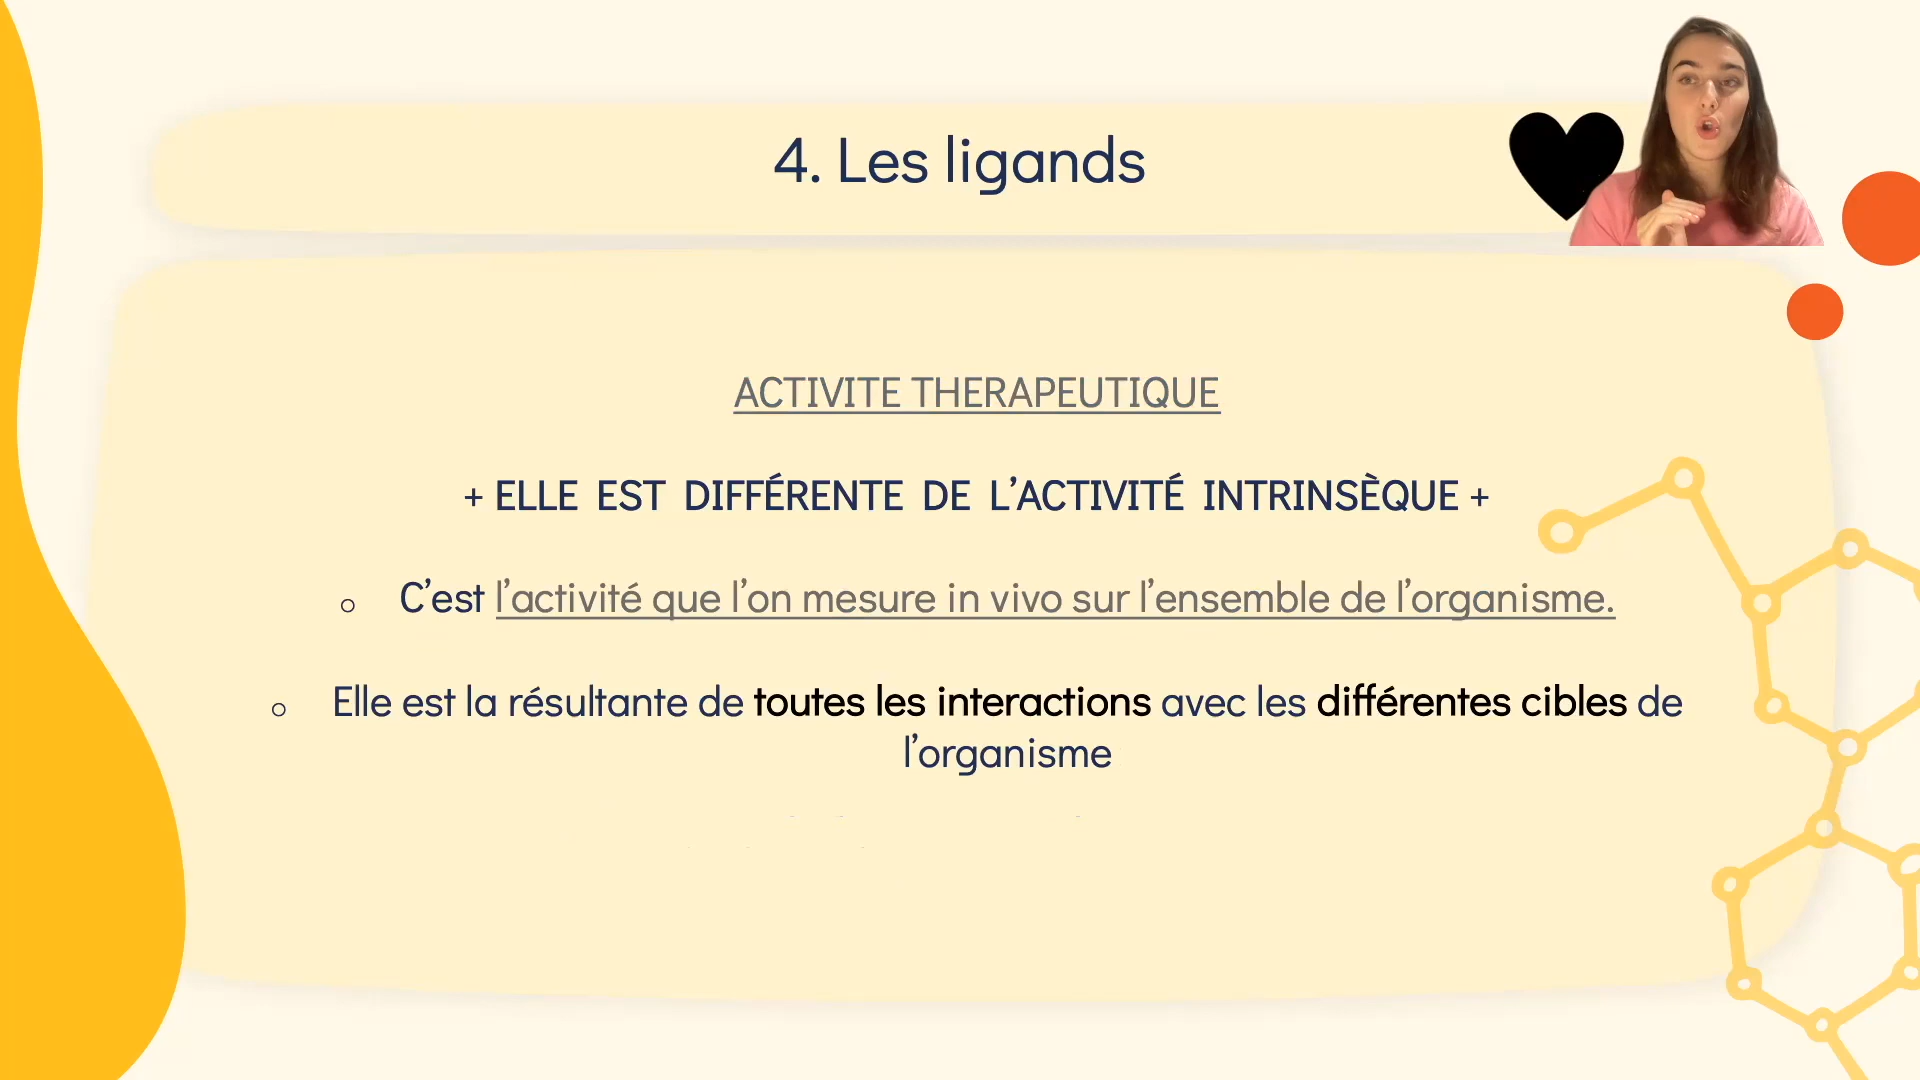 4. Les ligands
ACTIVITE THERAPEUTIQUE
+ ELLE EST DIFFÉRENTE DE L’ACTIVITÉ INTRINSÈQUE +
C’est l’activité que l’on mesure in vivo sur l’ensemble de l’organisme.
Elle est la résultante de toutes les interactions avec les différentes cibles de
l’organisme